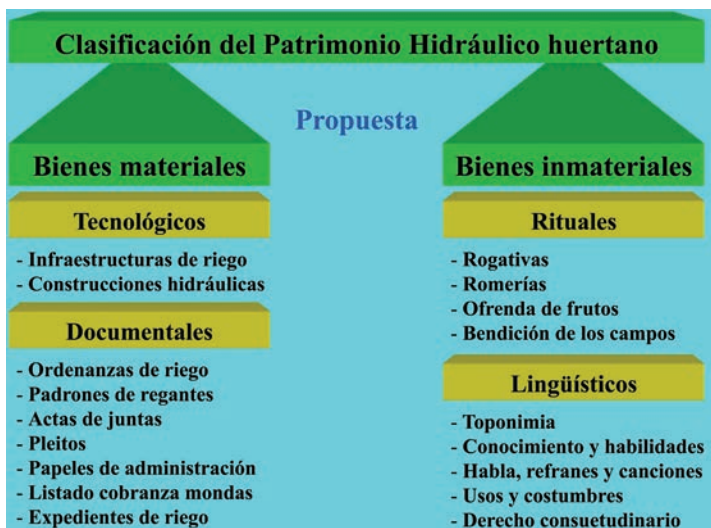 Clasificación del Patrimonio Hidráulico huertano
Propuesta
Bienes materiales
Tecnológicos
- Infraestructuras de riego
- Construcciones hidráulicas
Documentales
- Ordenanzas de riego
- Padrones de regantes
- Actas de juntas
- Pleitos
- Papeles de administración
- Listado cobranza mondas
- Expedientes de riego
Bienes inmateriales
Rituales
- Rogativas
- Romerías
- Ofrenda de frutos
- Bendición de los campos
Lingüísticos
- Toponimia
- Conocimiento y habilidades
- Habla, refranes y canciones
- Usos y costumbres
- Derecho consuetudinario